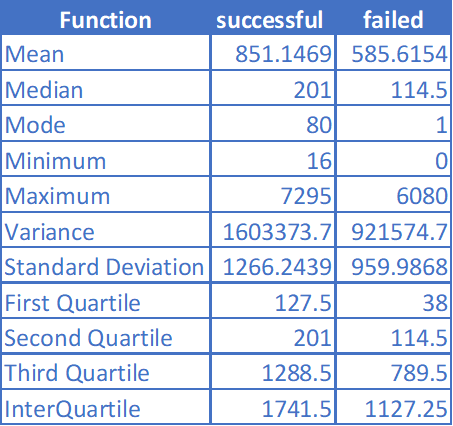 Function successful failed
Mean 851.1469 585.6154
Median 201 114.5
Mode 80 1
Minimum 16 0
Maximum 7295 6080
Variance 1603373.7 921574.7
Standard Deviation 1266.2439 959.9868
First Quartile 127.5 38
Second Quartile 201 114.5
Third Quartile 1288.5 789.5
InterQuartile 1741.5 1127.25